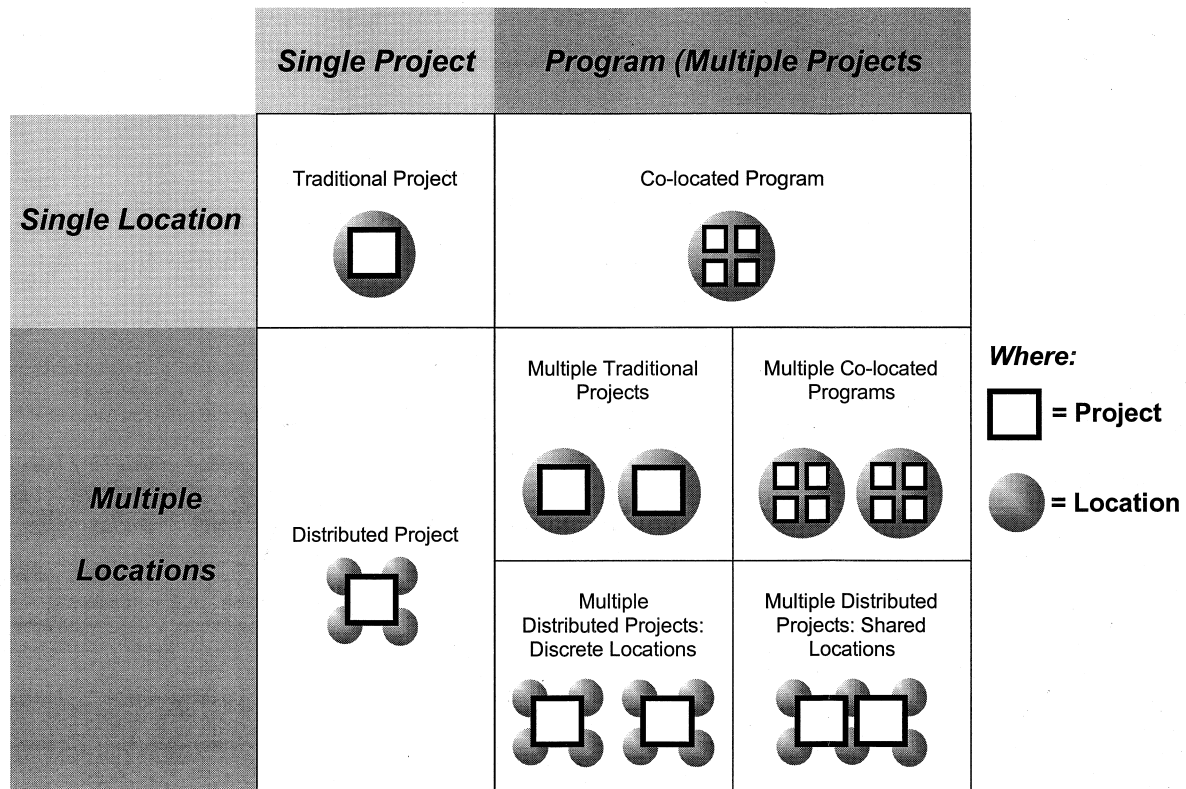 Single Project
Program (Multiple Projects
Single Location
Traditional Project
Co-located Program
Multiple
Locations
Distributed Project
Multiple Traditional
Projects
Multiple Co-located
Programs
Multiple
Distributed Projects:
Discrete Locations
Multiple Distributed
Projects: Shared
Locations
Where:
= Project
= Location